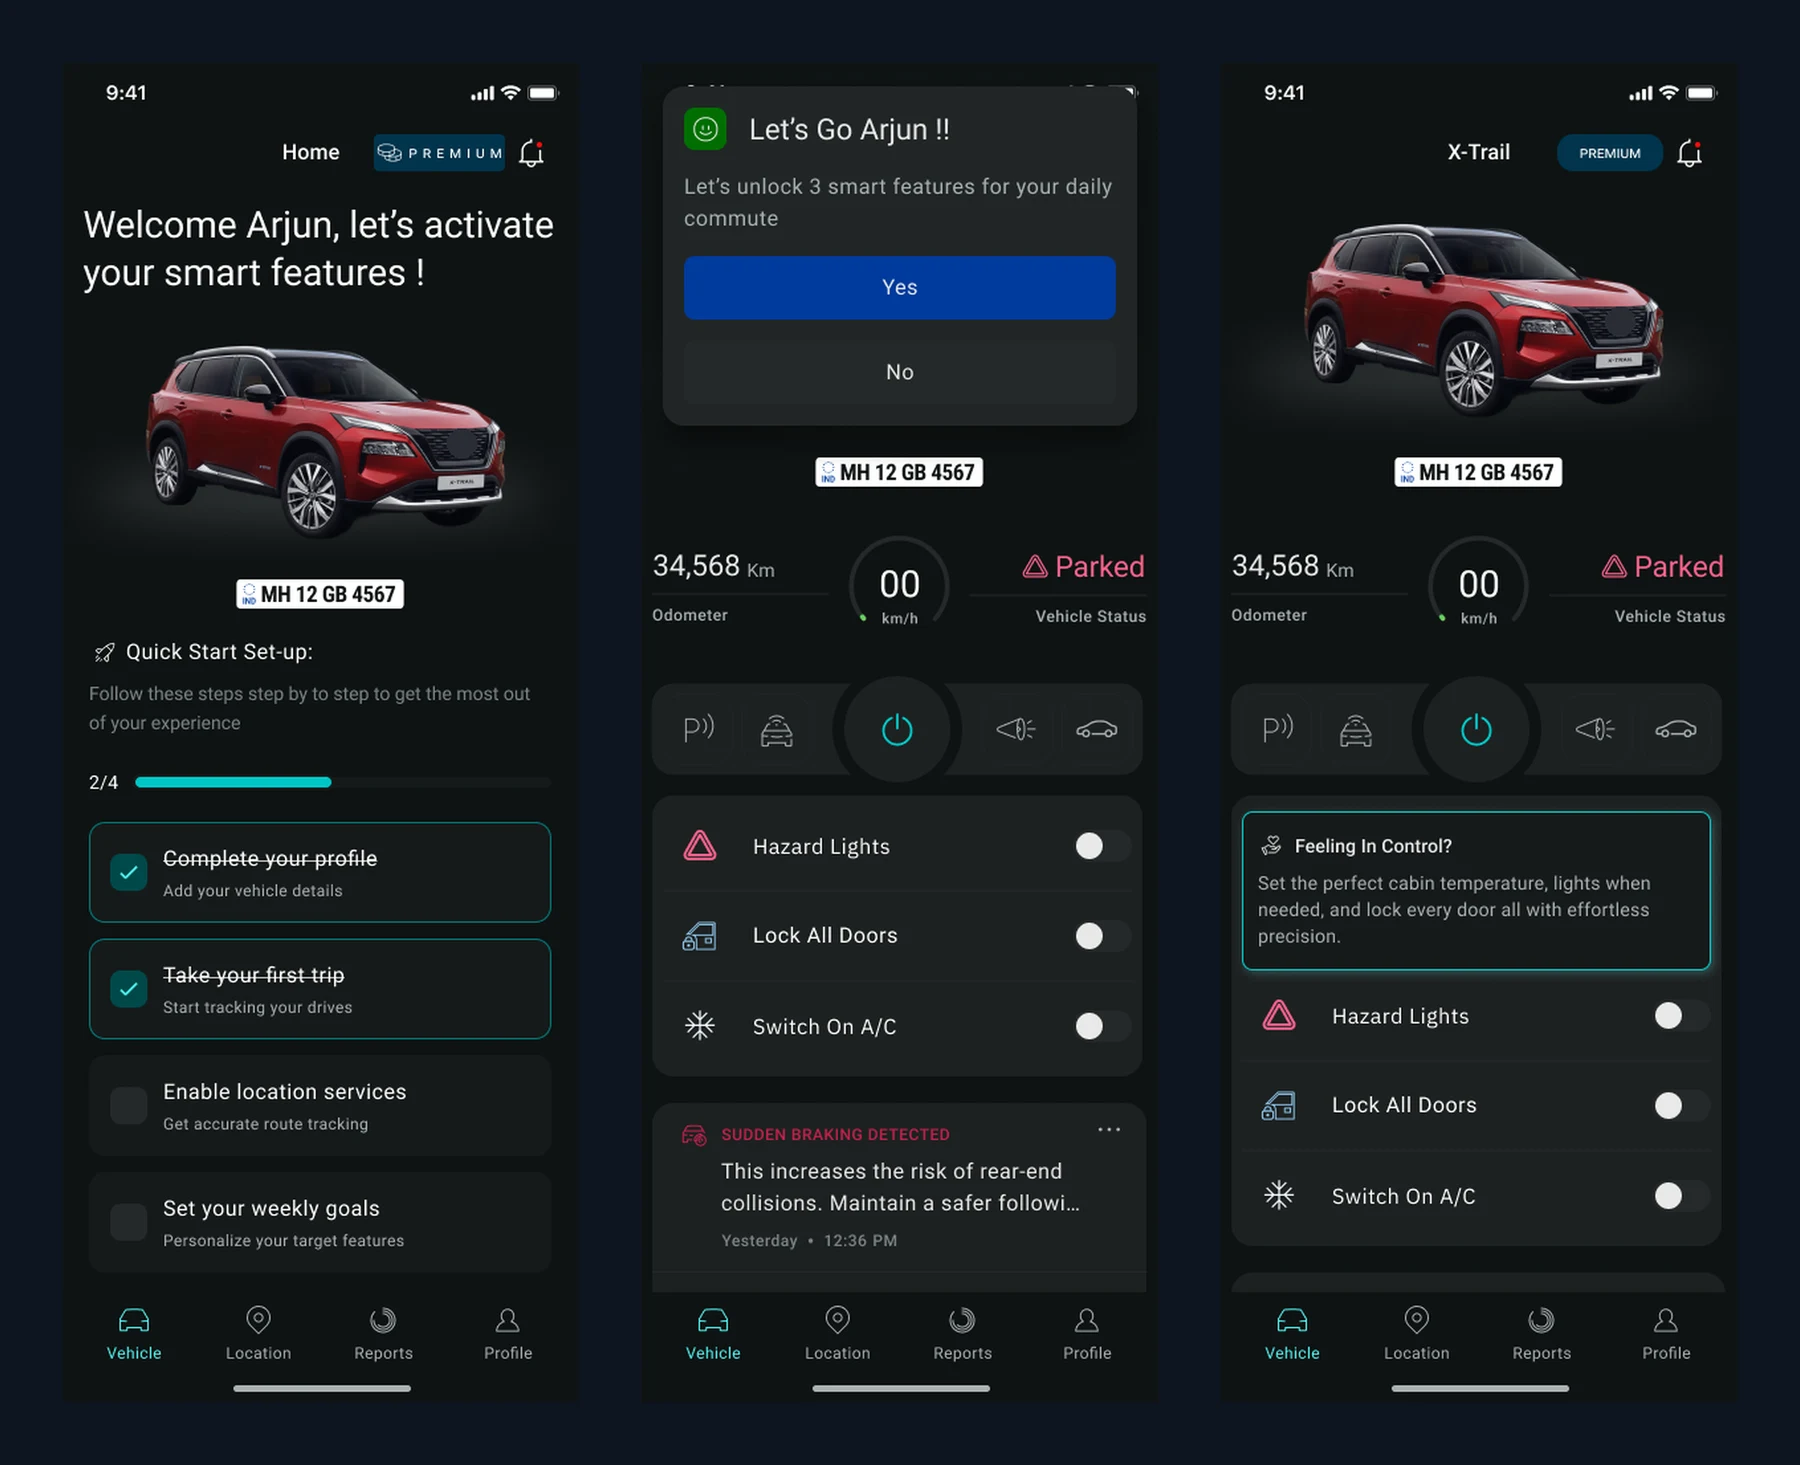 9:41
Home
PREMIUM
Welcome Arjun, let's activate
your smart features !
X-TRAIL
IND MH 12 GB 4567
Quick Start Set-up:
Follow these steps step by to step to get the most out
of your experience
2/4
Complete your profile
Add your vehicle details
Take your first trip
Start tracking your drives
Enable location services
Get accurate route tracking
Set your weekly goals
Personalize your target features
Vehicle
Location
Reports
Profile
Let's Go Arjun !!
Let's unlock 3 smart features for your daily
commute
Yes
No
IND MH 12 GB 4567
34,568 Km
Odometer
00
km/h
Parked
Vehicle Status
P
Hazard Lights
Lock All Doors
Switch On A/C
SUDDEN BRAKING DETECTED
This increases the risk of rear-end
collisions. Maintain a safer followi...
Yesterday • 12:36 PM
Vehicle
Location
Reports
Profile
9:41
X-Trail
PREMIUM
X-TRAIL
IND MH 12 GB 4567
34,568 Km
Odometer
00
km/h
Parked
Vehicle Status
P
Feeling In Control?
Set the perfect cabin temperature, lights when
needed, and lock every door all with effortless
precision.
Hazard Lights
Lock All Doors
Switch On A/C
Vehicle
Location
Reports
Profile